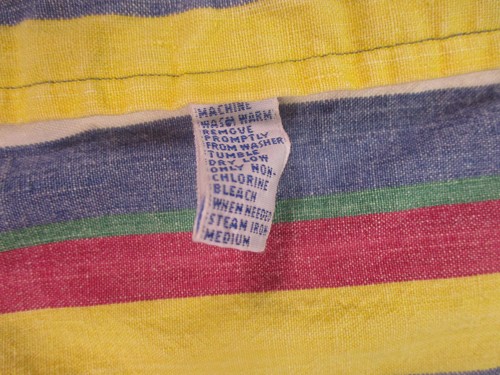 MACHINE
WASH WARM
REMOVE
PROMPTLY
FROM WASHER
TUMBLE
DRY LOW
ONLY NON-
CHLORINE
BLEACH
WHEN NEEDED
STEAM IRON
MEDIUM